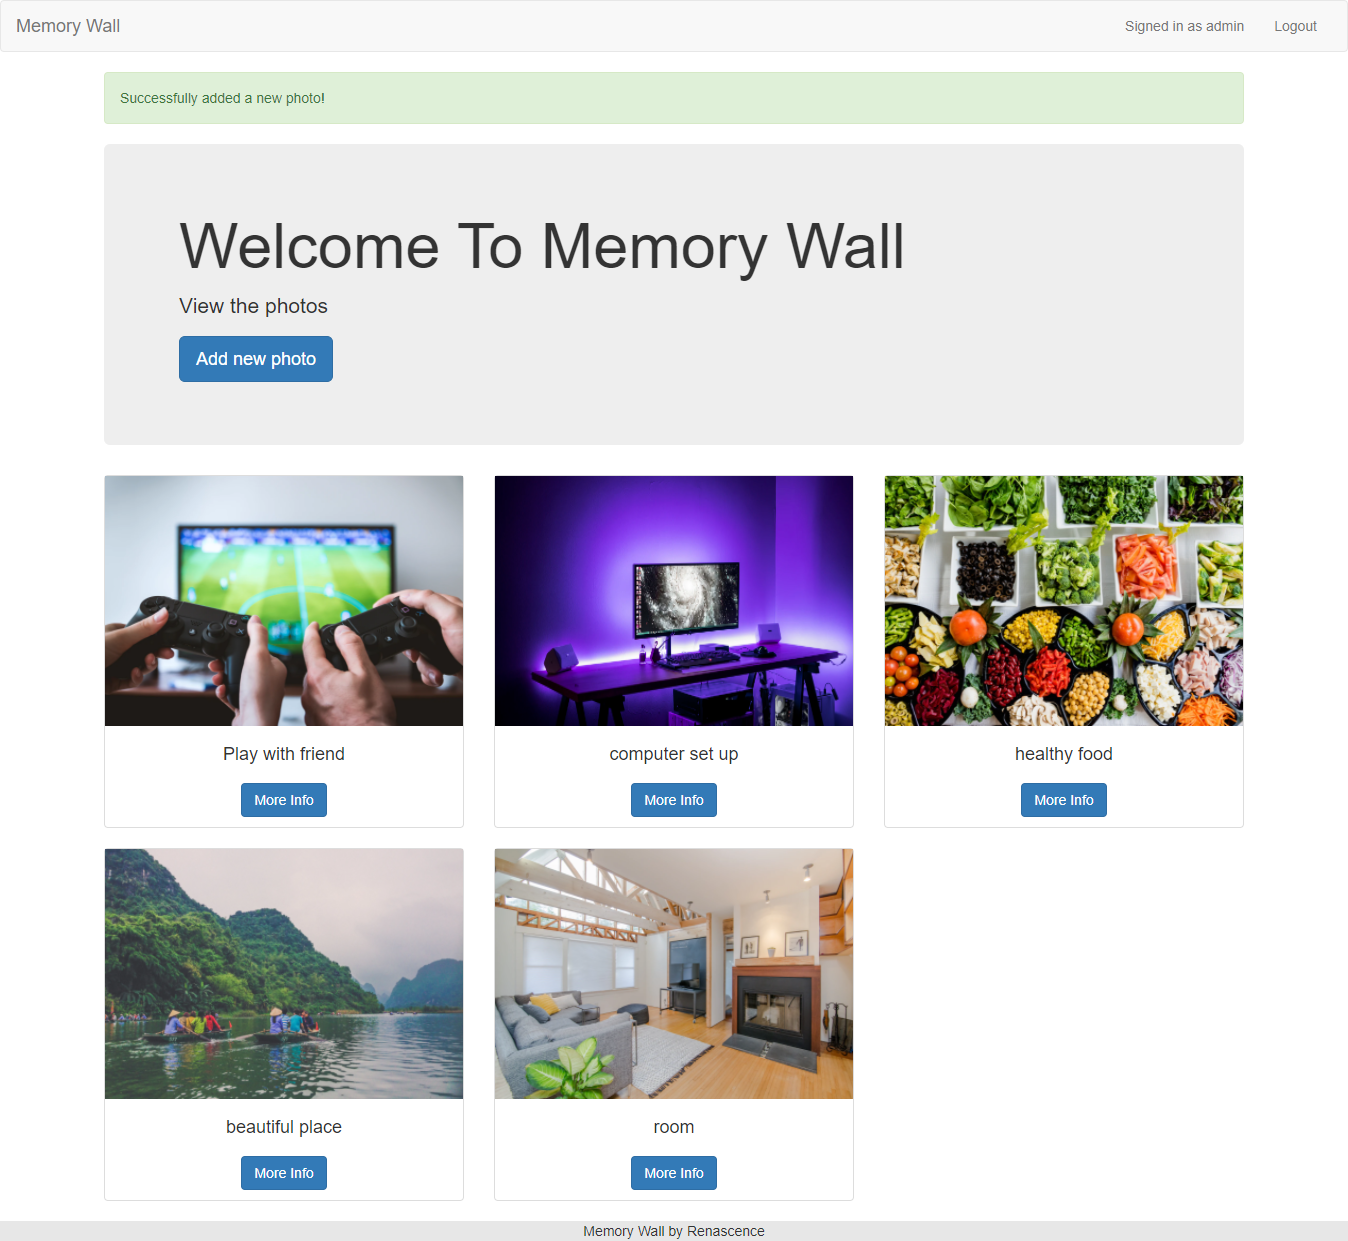 Memory Wall
Signed in as admin
Logout
Successfully added a new photo!
Welcome To Memory Wall
View the photos
Add new photo
Play with friend
More Info
computer set up
More Info
healthy food
More Info
beautiful place
More Info
room
More Info
Memory Wall by Renascence